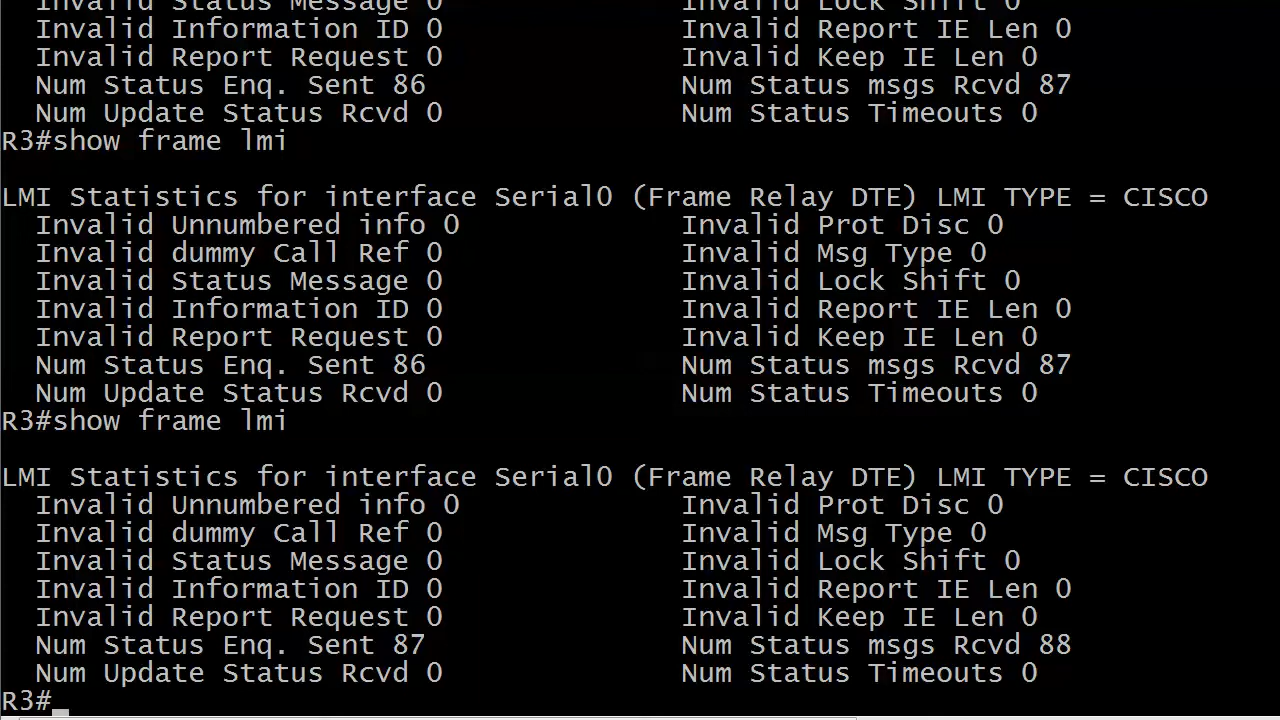 Invalid Status Message 0 Invalid Lock Shift 0
Invalid Information ID 0 Invalid Report IE Len 0
Invalid Report Request 0 Invalid Keep IE Len 0
Num Status Enq. Sent 86 Num Status msgs Rcvd 87
Num Update Status Rcvd 0 Num Status Timeouts 0
R3#show frame lmi
LMI Statistics for interface Serial0 (Frame Relay DTE) LMI TYPE = CISCO
Invalid Unnumbered info 0 Invalid Prot Disc 0
Invalid dummy Call Ref 0 Invalid Msg Type 0
Invalid Status Message 0 Invalid Lock Shift 0
Invalid Information ID 0 Invalid Report IE Len 0
Invalid Report Request 0 Invalid Keep IE Len 0
Num Status Enq. Sent 86 Num Status msgs Rcvd 87
Num Update Status Rcvd 0 Num Status Timeouts 0
R3#show frame lmi
LMI Statistics for interface Serial0 (Frame Relay DTE) LMI TYPE = CISCO
Invalid Unnumbered info 0 Invalid Prot Disc 0
Invalid dummy Call Ref 0 Invalid Msg Type 0
Invalid Status Message 0 Invalid Lock Shift 0
Invalid Information ID 0 Invalid Report IE Len 0
Invalid Report Request 0 Invalid Keep IE Len 0
Num Status Enq. Sent 87 Num Status msgs Rcvd 88
Num Update Status Rcvd 0 Num Status Timeouts 0
R3#